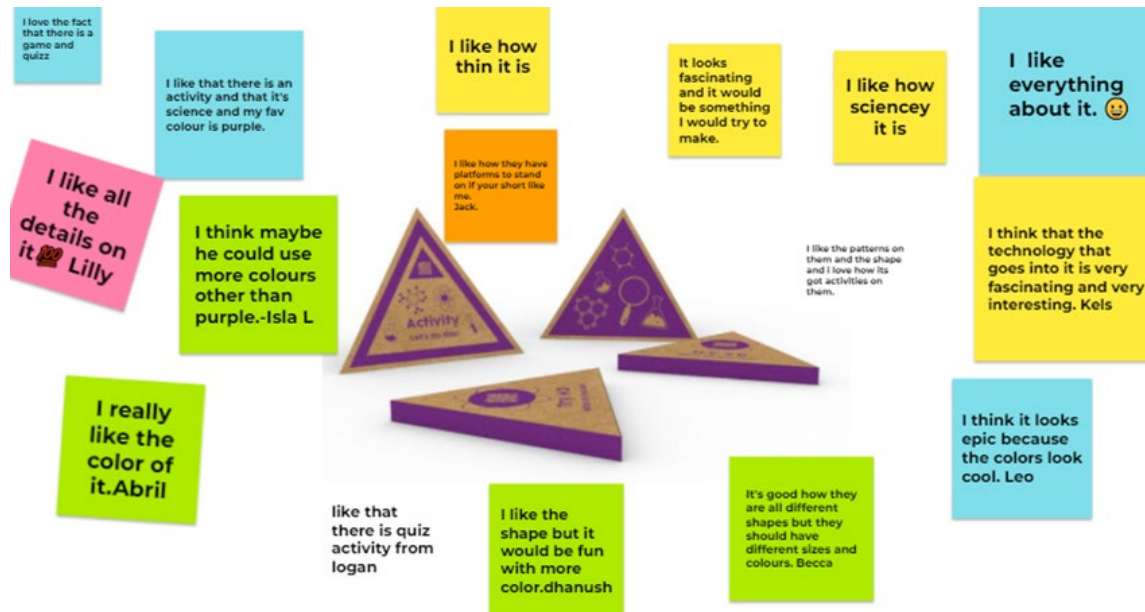 I love the fact
that there is a
game and
quizz
I like that there is an
activity and that it's
science and my fav
colour is purple.
I like how
thin it is
It looks
fascinating
and it would
be something
I would try to
make.
I like how
sciencey
it is
I like
everything
about it. 😀
I like all
the
details on
it💯 Lilly
I think maybe
he could use
more colours
other than
purple.-Isla L
I like how they have
platforms to stand
on if your short like
me.
Jack.
I like the patterns on
them and the shape
and i love how its
got activities on
them.
I think that the
technology that
goes into it is very
fascinating and very
interesting. Kels
Activity
I really
like the
color of
it.Abril
like that
there is quiz
activity from
logan
I like the
shape but it
would be fun
with more
color.dhanush
It's good how they
are all different
shapes but they
should have
different sizes and
colours. Becca
I think it looks
epic because
the colors look
cool. Leo